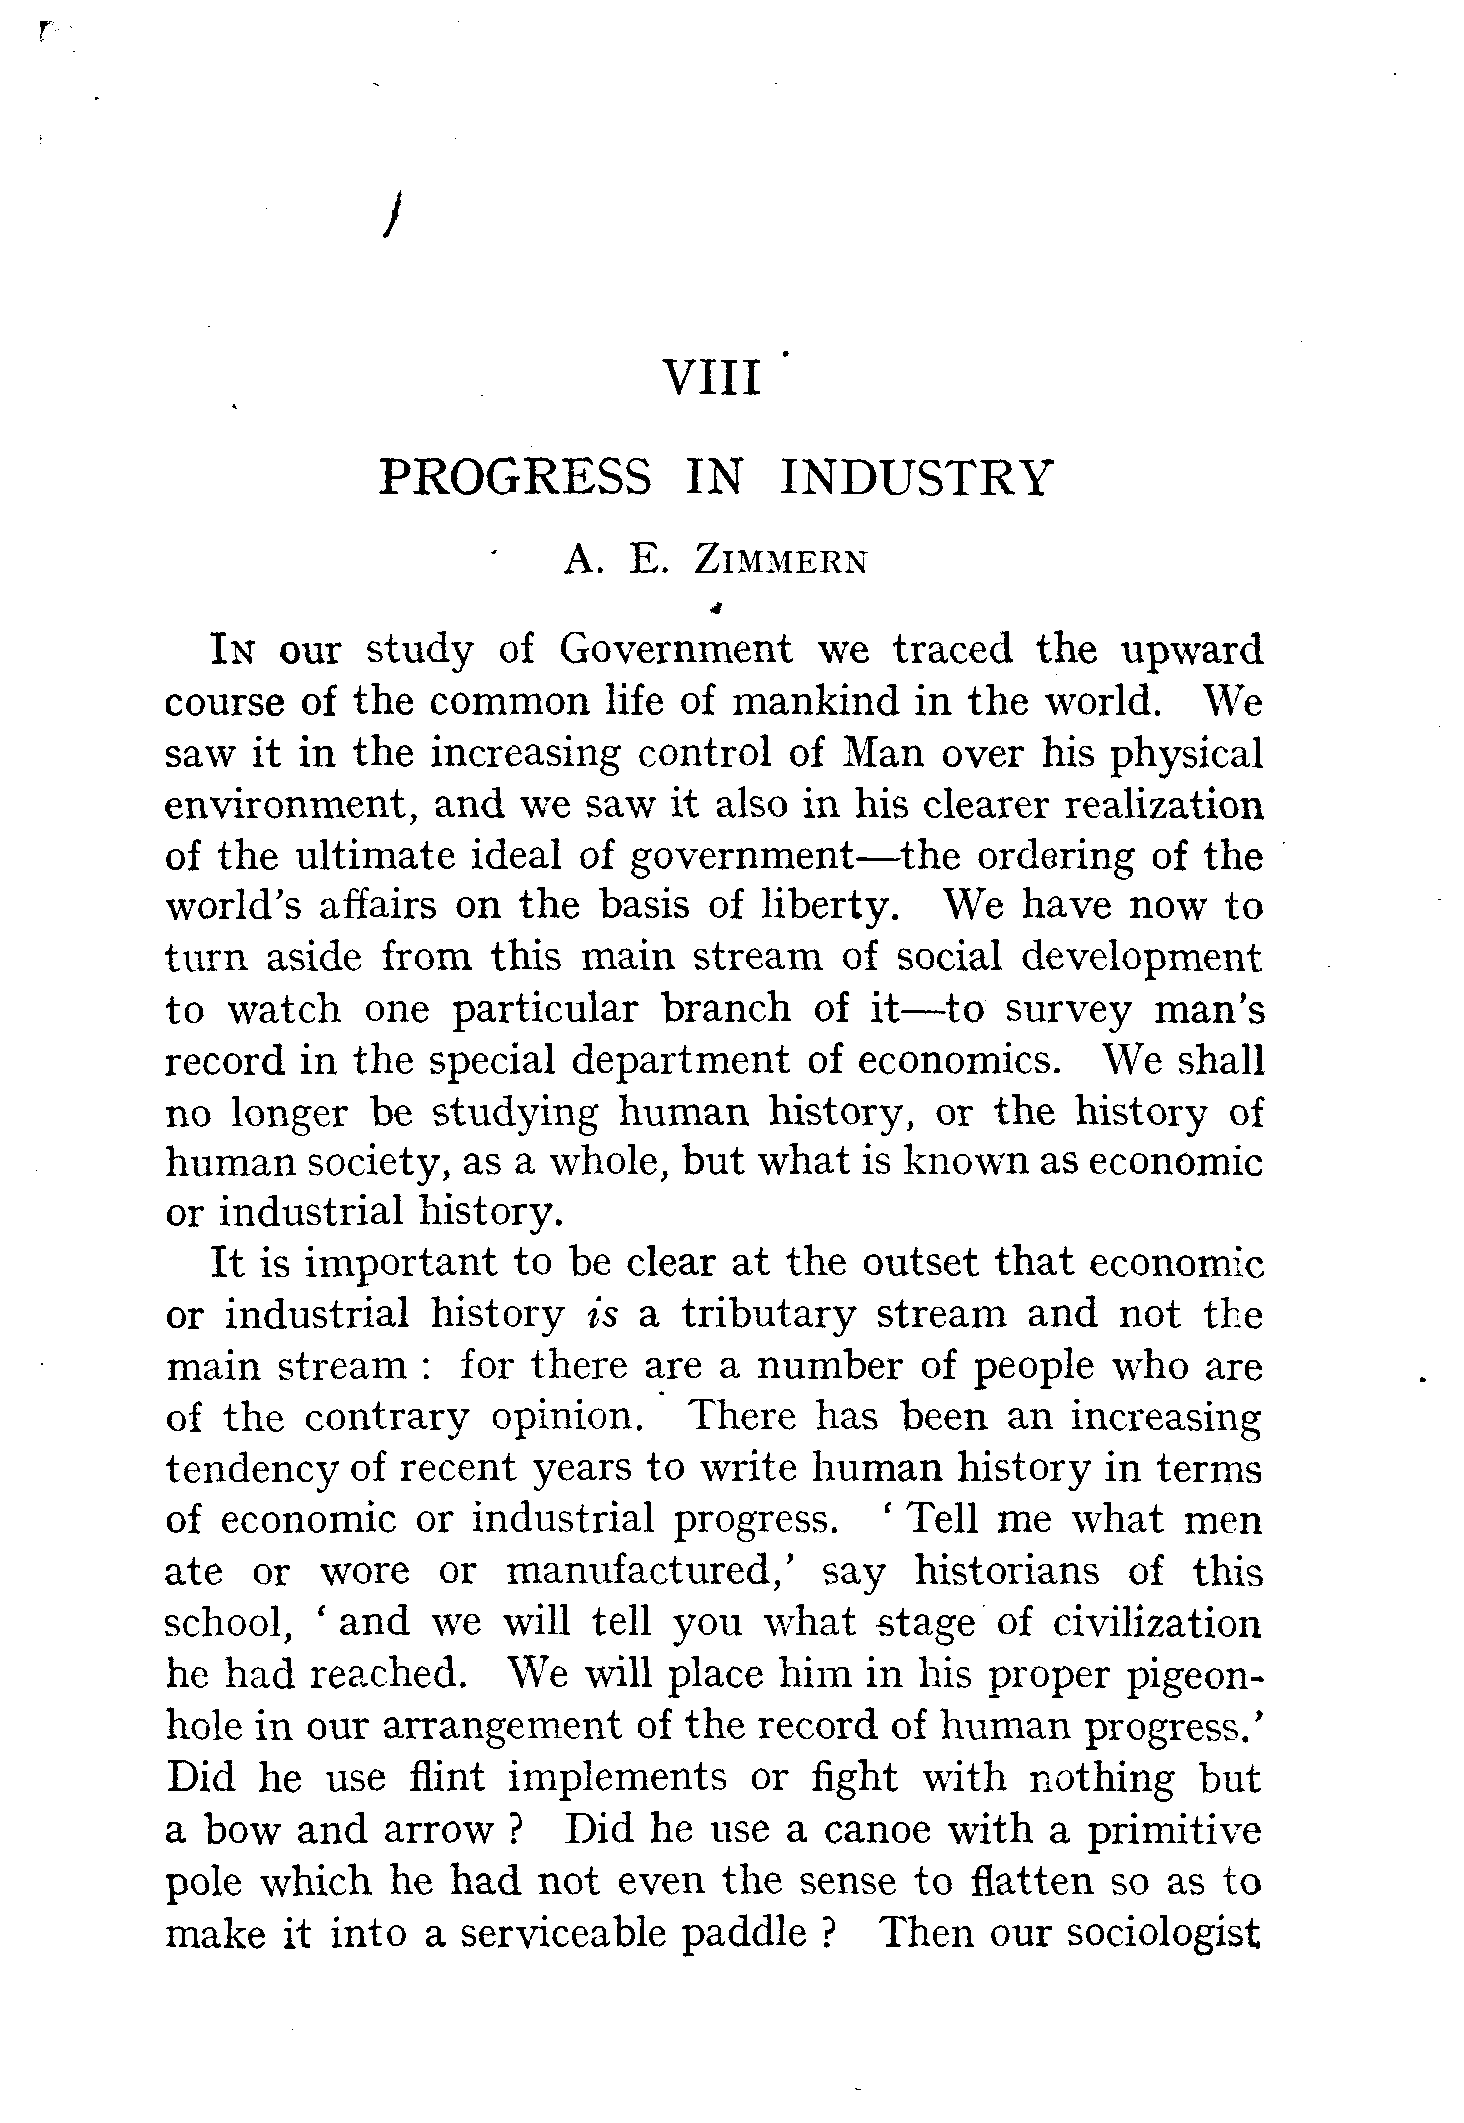 VIII
PROGRESS IN INDUSTRY
A. E. ZIMMERN
IN our study of Government we traced the upward
course of the common life of mankind in the world. We
saw it in the increasing control of Man over his physical
environment, and we saw it also in his clearer realization
of the ultimate ideal of government—the ordering of the
world's affairs on the basis of liberty. We have now to
turn aside from this main stream of social development
to watch one particular branch of it—to survey man's
record in the special department of economics. We shall
no longer be studying human history, or the history of
human society, as a whole, but what is known as economic
or industrial history.
It is important to be clear at the outset that economic
or industrial history is a tributary stream and not the
main stream : for there are a number of people who are
of the contrary opinion. There has been an increasing
tendency of recent years to write human history in terms
of economic or industrial progress. ‘ Tell me what men
ate or wore or manufactured,’ say historians of this
school, ‘ and we will tell you what stage of civilization
he had reached. We will place him in his proper pigeon-
hole in our arrangement of the record of human progress.’
Did he use flint implements or fight with nothing but
a bow and arrow ? Did he use a canoe with a primitive
pole which he had not even the sense to flatten so as to
make it into a serviceable paddle ? Then our sociologist